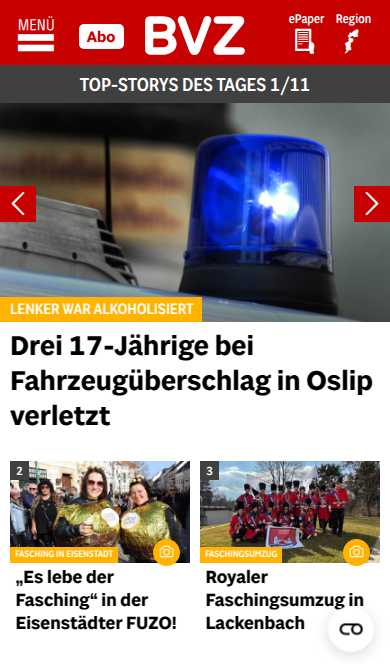 MENÜ
Abo
BVZ
ePaper
Region
TOP-STORYS DES TAGES 1/11
LENKER WAR ALKOHOLISIERT
Drei 17-Jährige bei
Fahrzeugüberschlag in Oslip
verletzt
2
FASCHING IN EISENSTADT
„Es lebe der
Fasching“ in der
Eisenstädter FUZO!
3
FASCHINGSUMZUG
Royaler
Faschingsumzug in
Lackenbach